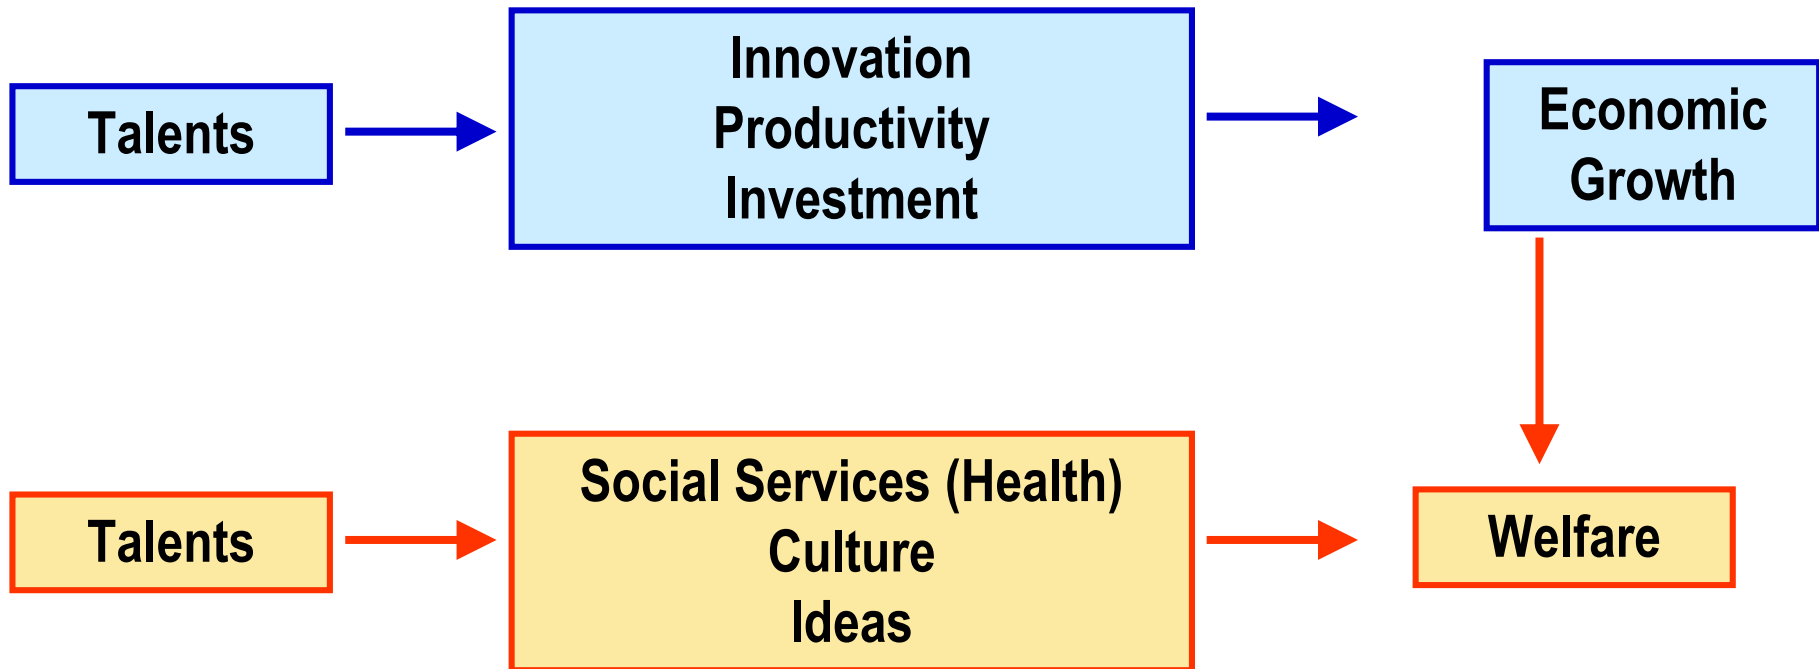 Talents
Innovation
Productivity
Investment
Economic
Growth
Talents
Social Services (Health)
Culture
Ideas
Welfare